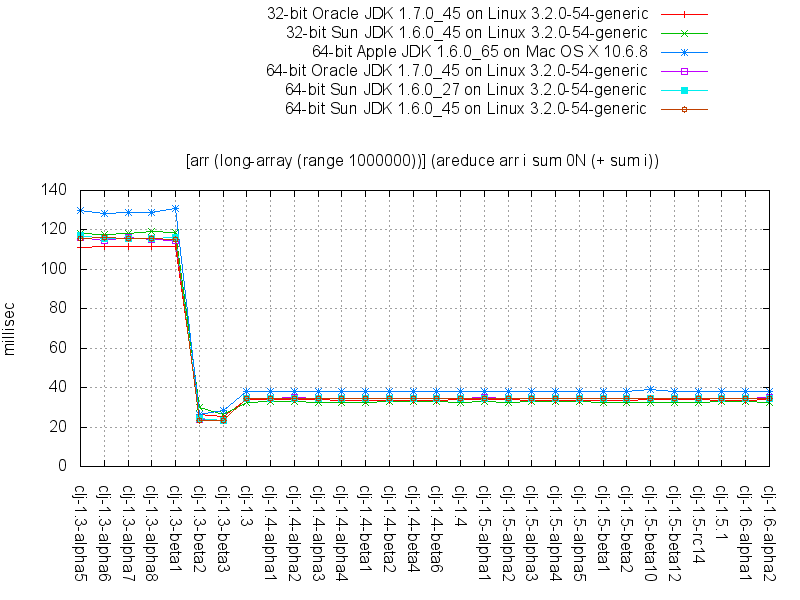 32-bit Oracle JDK 1.7.0_45 on Linux 3.2.0-54-generic
32-bit Sun JDK 1.6.0_45 on Linux 3.2.0-54-generic
64-bit Apple JDK 1.6.0_65 on Mac OS X 10.6.8
64-bit Oracle JDK 1.7.0_45 on Linux 3.2.0-54-generic
64-bit Sun JDK 1.6.0_27 on Linux 3.2.0-54-generic
64-bit Sun JDK 1.6.0_45 on Linux 3.2.0-54-generic
[arr (long-array (range 1000000))] (areduce arr i sum 0N (+ sum i))
millisec
140
120
100
80
60
40
20
0
clj-1.3-alpha5
clj-1.3-alpha6
clj-1.3-alpha7
clj-1.3-alpha8
clj-1.3-beta1
clj-1.3-beta2
clj-1.3-beta3
clj-1.3
clj-1.4-alpha1
clj-1.4-alpha2
clj-1.4-alpha3
clj-1.4-alpha4
clj-1.4-beta1
clj-1.4-beta2
clj-1.4-beta4
clj-1.4-beta6
clj-1.4
clj-1.5-alpha1
clj-1.5-alpha2
clj-1.5-alpha3
clj-1.5-alpha4
clj-1.5-alpha5
clj-1.5-beta1
clj-1.5-beta2
clj-1.5-beta10
clj-1.5-beta12
clj-1.5-rc14
clj-1.5.1
clj-1.6-alpha1
clj-1.6-alpha2